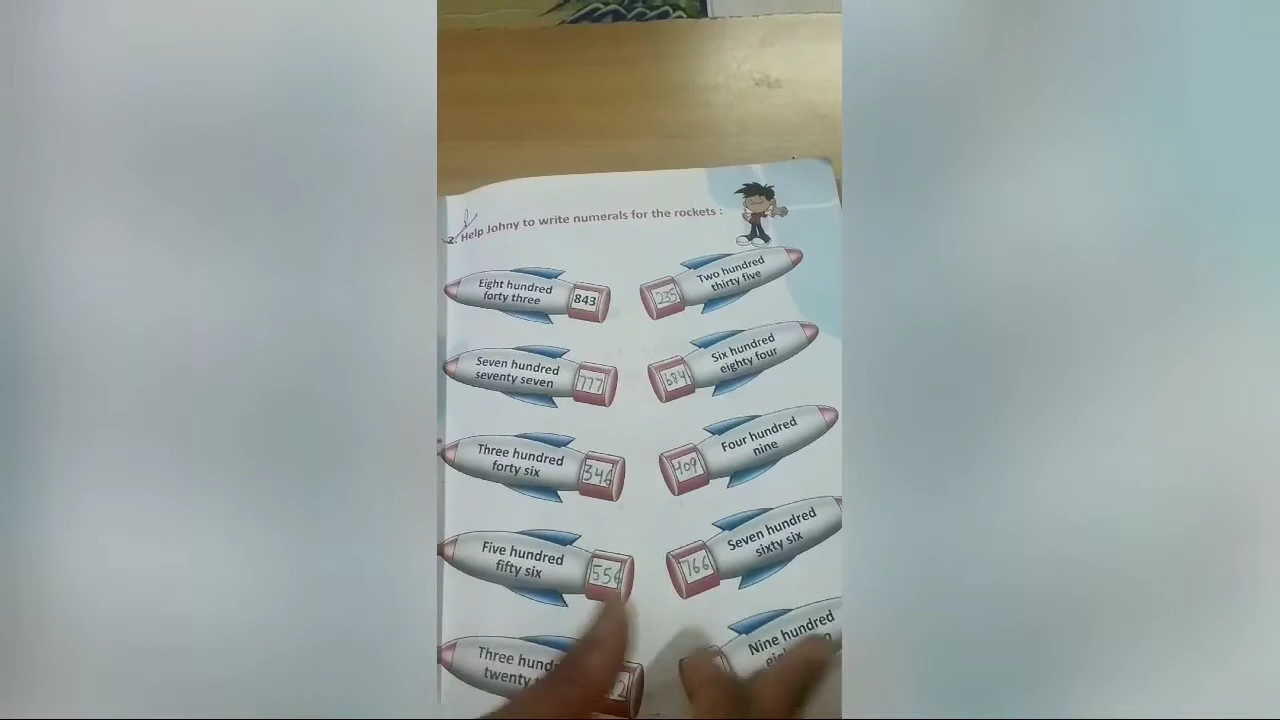 2. Help Johny to write numerals for the rockets :
Eight hundred
forty three
843
Two hundred
thirty five
235
Seven hundred
seventy seven
777
Six hundred
eighty four
684
Three hundred
forty six
346
Four hundred
nine
409
Five hundred
fifty six
556
Seven hundred
sixty six
766
Three
twenty
Nine hundred